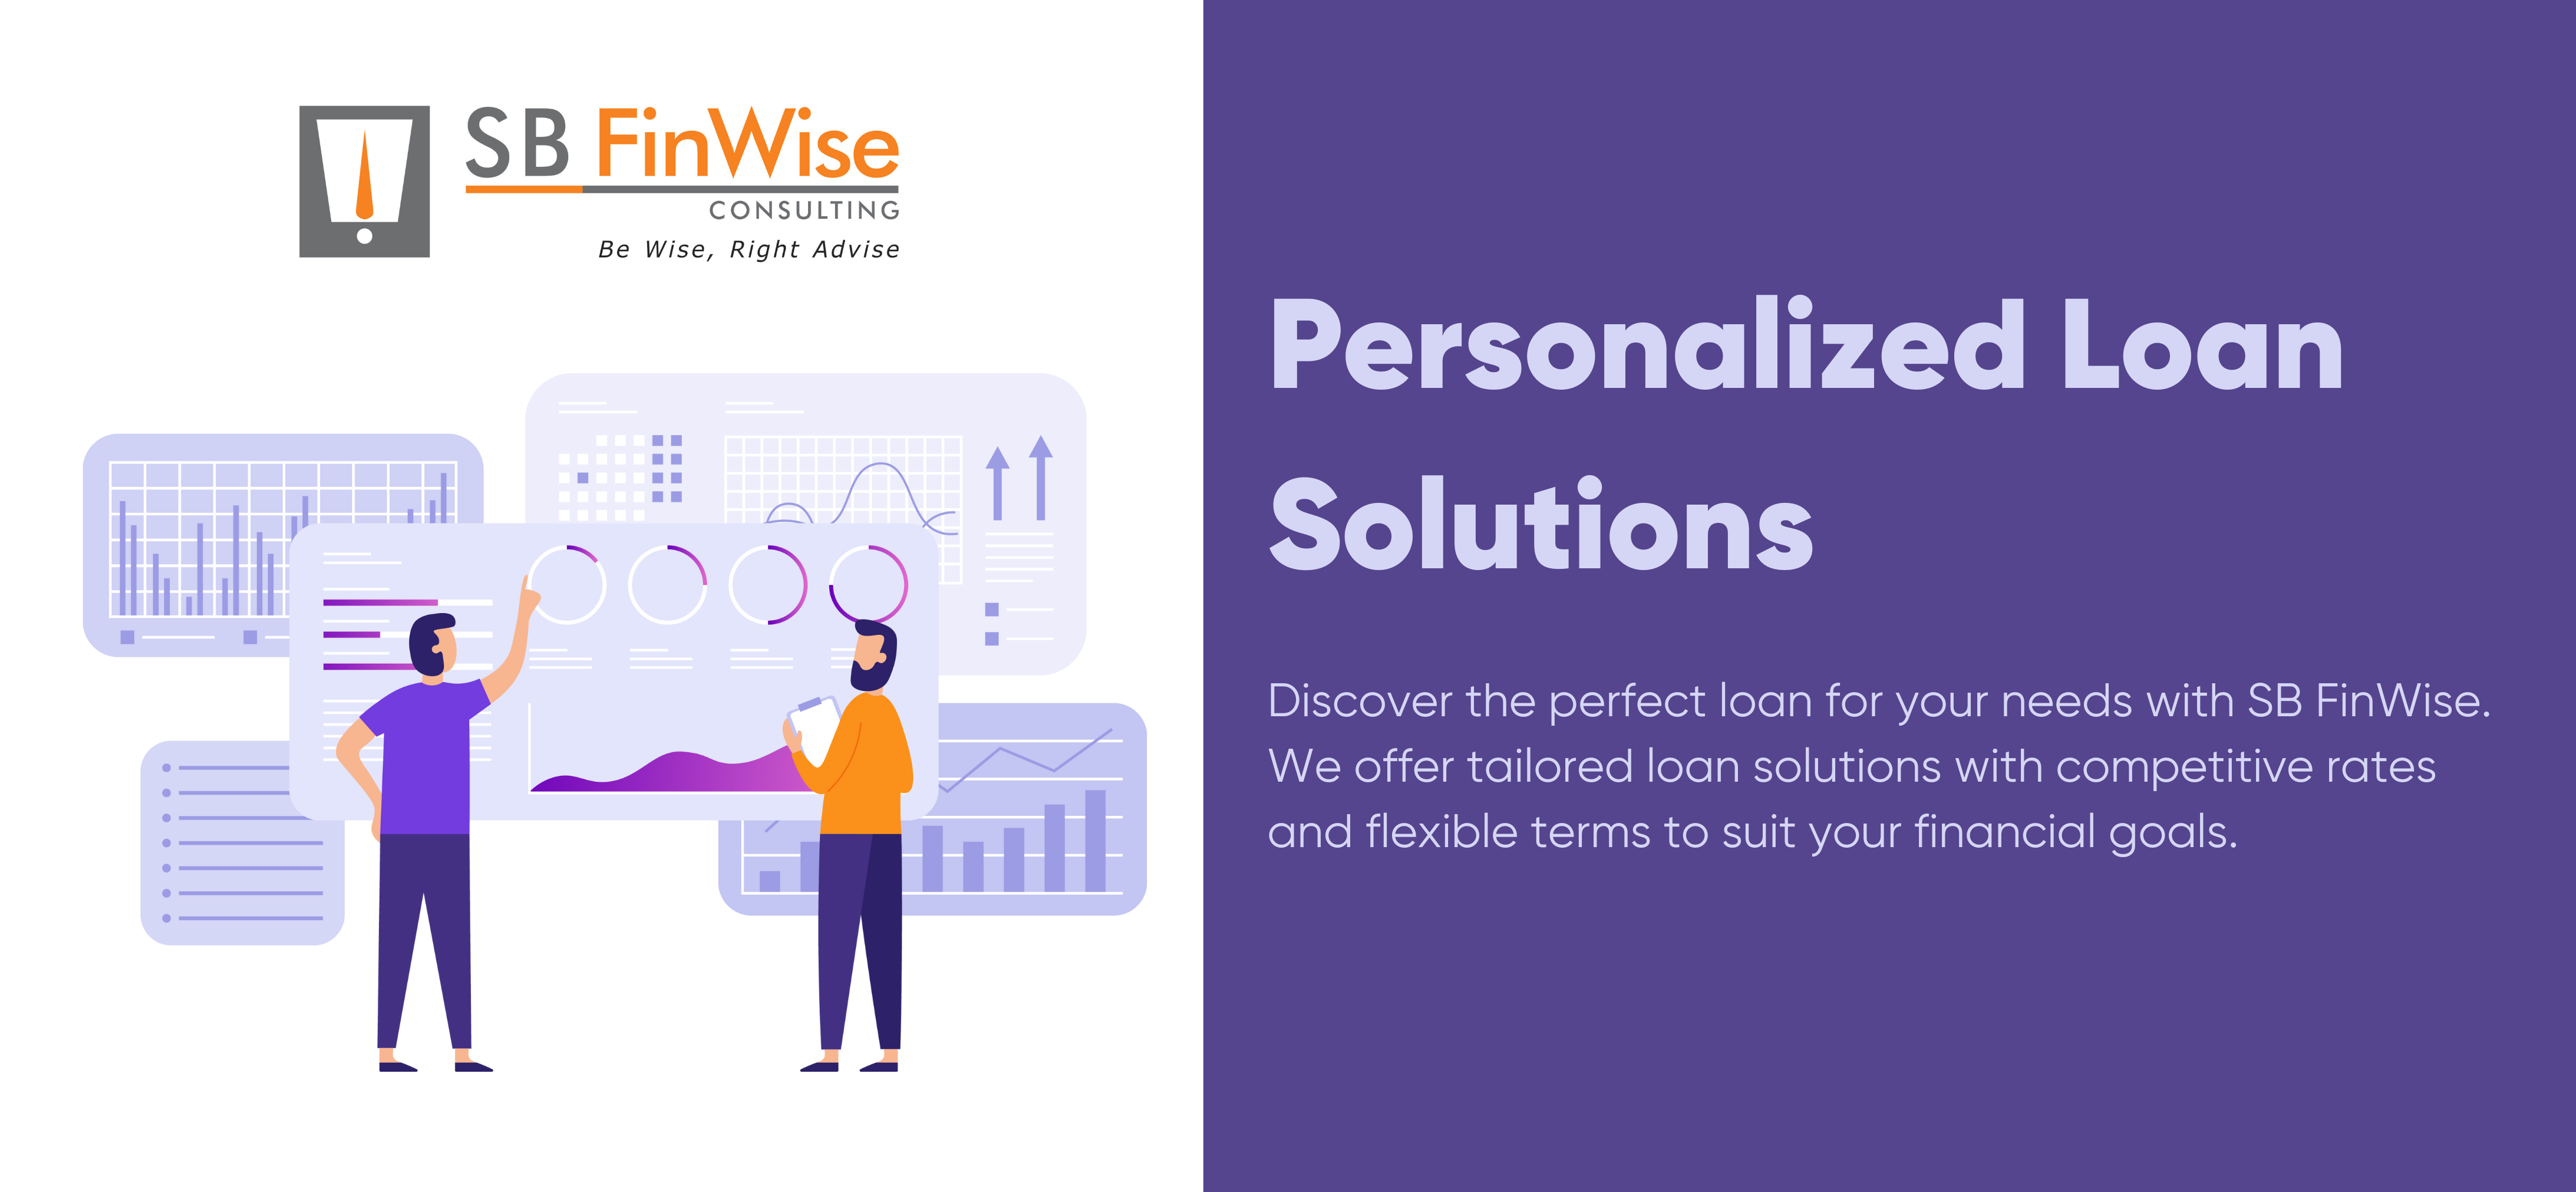 SB FinWise
CONSULTING
Be Wise, Right Advise
Personalized Loan
Solutions
Discover the perfect loan for your needs with SB FinWise.
We offer tailored loan solutions with competitive rates
and flexible terms to suit your financial goals.